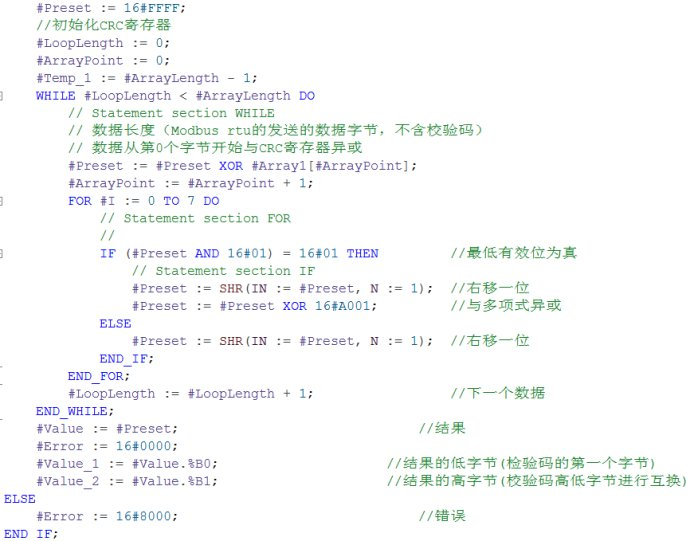 #Preset := 16#FFFF;
//初始化CRC寄存器
#LoopLength := 0;
#ArrayPoint := 0;
#Temp_1 := #ArrayLength - 1;
WHILE #LoopLength < #ArrayLength DO
// Statement section WHILE
// 数据长度（Modbus rtu的发送的数据字节，不含校验码）
// 数据从第0个字节开始与CRC寄存器异或
#Preset := #Preset XOR #Array1[#ArrayPoint];
#ArrayPoint := #ArrayPoint + 1;
FOR #I := 0 TO 7 DO
// Statement section FOR
//
IF (#Preset AND 16#01) = 16#01 THEN //最低有效位为真
// Statement section IF
#Preset := SHR(IN := #Preset, N := 1); //右移一位
#Preset := #Preset XOR 16#A001; //与多项式异或
ELSE
#Preset := SHR(IN := #Preset, N := 1); //右移一位
END_IF;
END_FOR;
#LoopLength := #LoopLength + 1; //下一个数据
END_WHILE;
#Value := #Preset; //结果
#Error := 16#0000;
#Value_1 := #Value.%B0; //结果的低字节(检验码的第一个字节)
#Value_2 := #Value.%B1; //结果的高字节(校验码高低字节进行互换)
ELSE
#Error := 16#8000; //错误
END_IF;